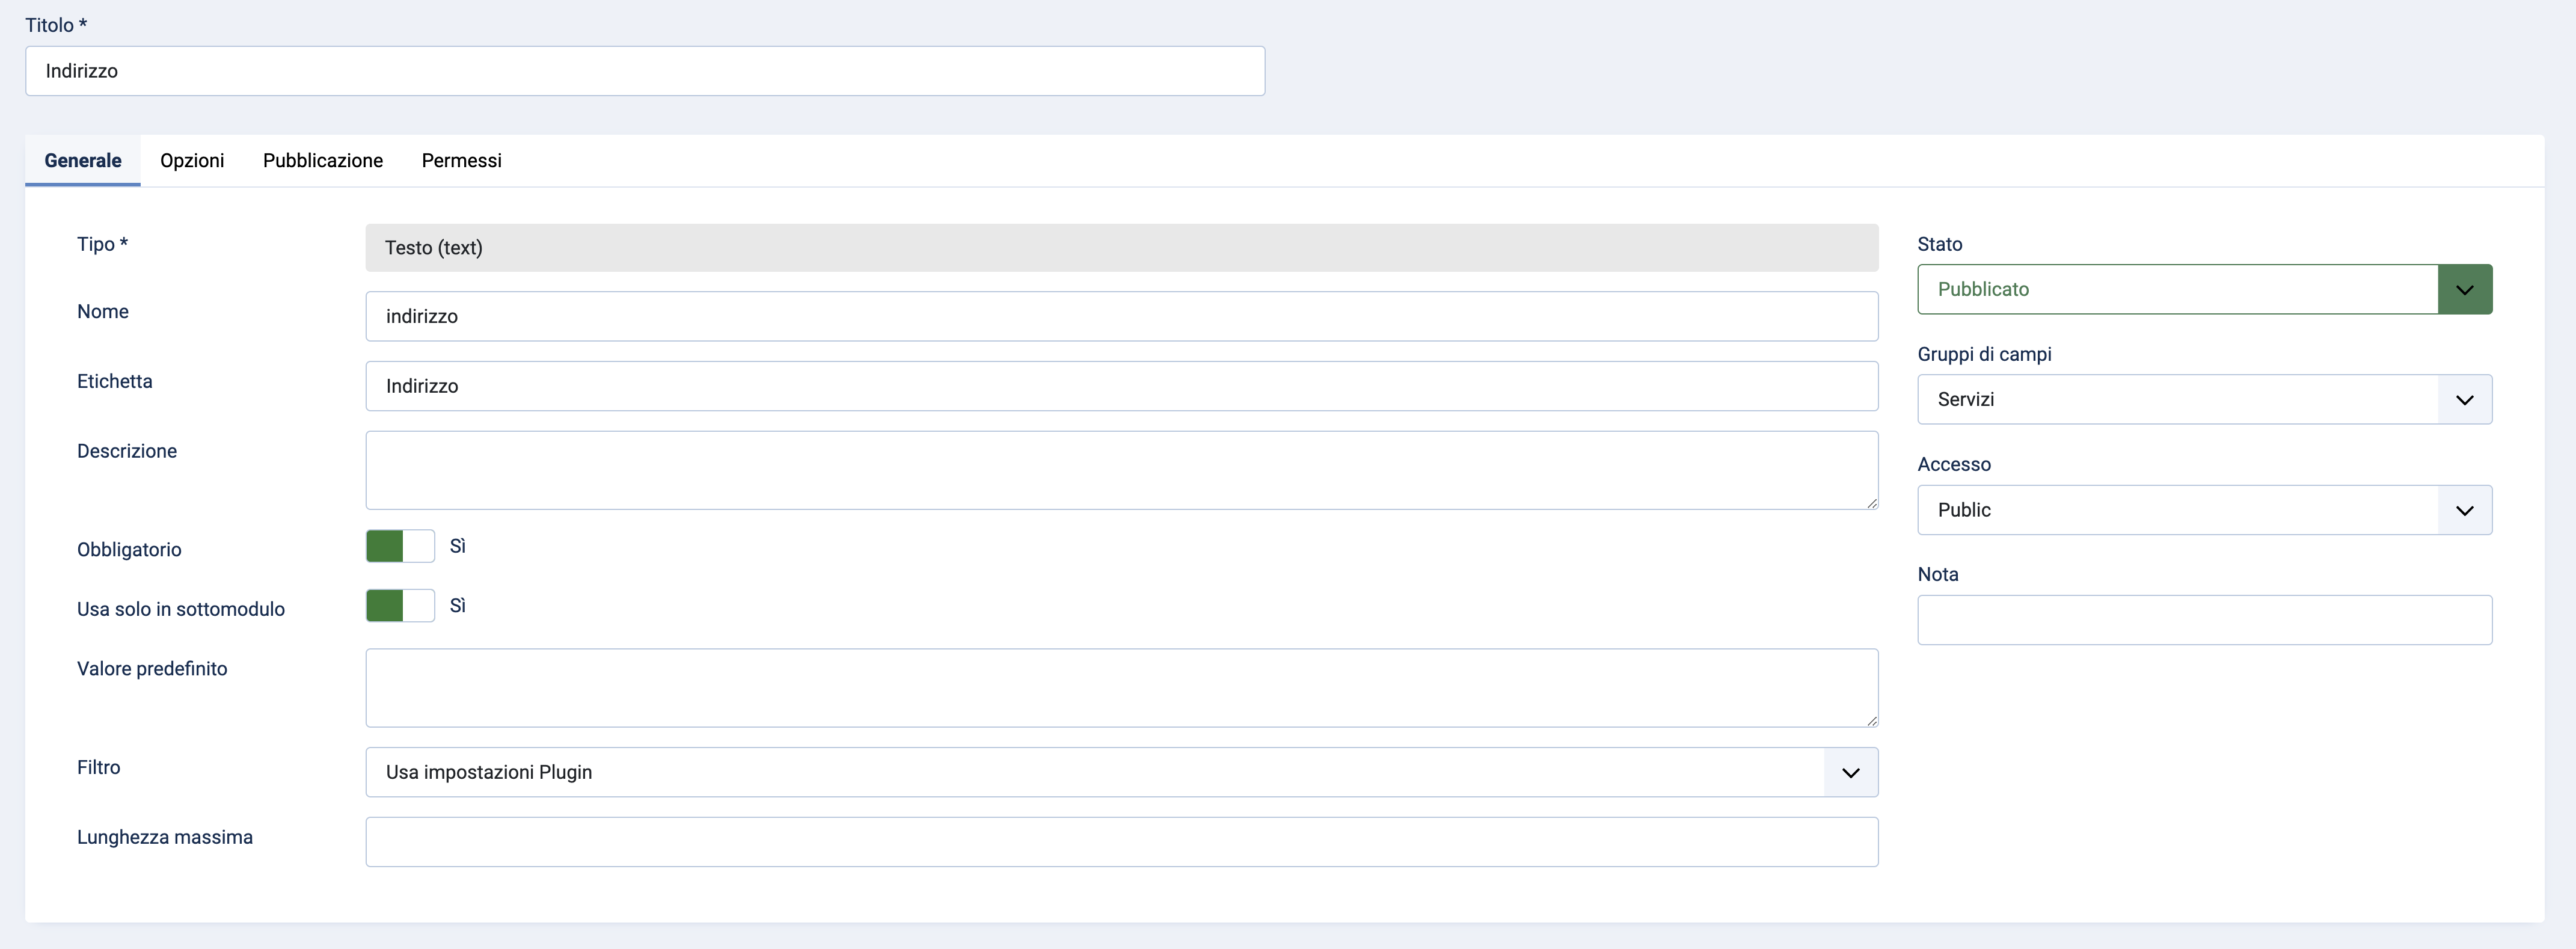 Titolo *
Indirizzo
Generale Opzioni Pubblicazione Permessi
Tipo *
Testo (text)
Nome
indirizzo
Etichetta
Indirizzo
Descrizione
Obbligatorio
Sì
Usa solo in sottomodulo
Sì
Valore predefinito
Filtro
Usa impostazioni Plugin
Lunghezza massima
Stato
Pubblicato
Gruppi di campi
Servizi
Accesso
Public
Nota